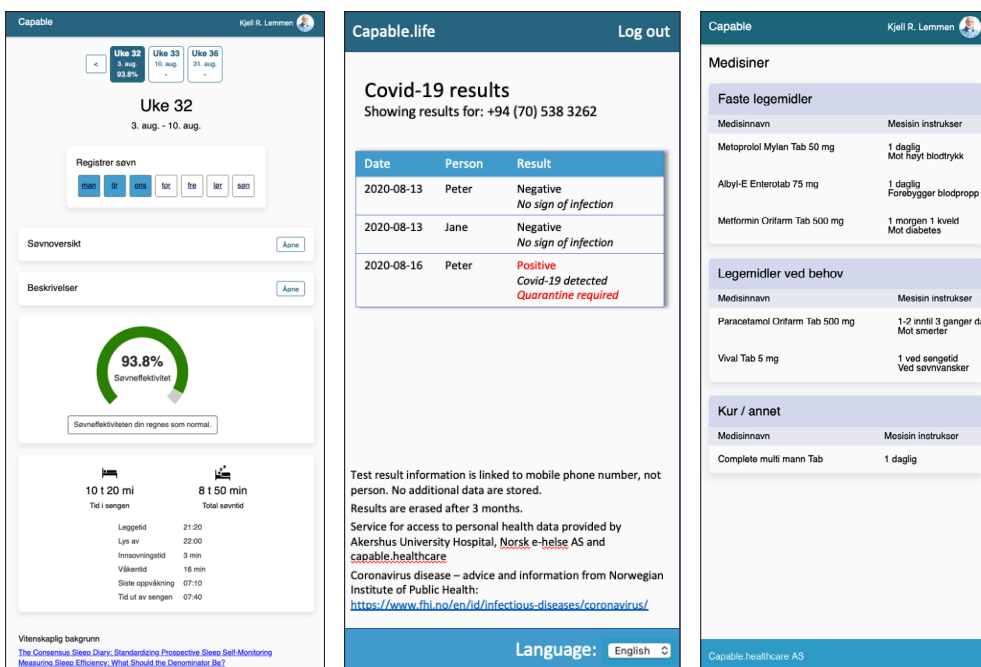 Capable
Kjell R. Lemmen
<
Uke 32
3. aug.
93.8%
Uke 33
10. aug.
-
Uke 36
31. aug.
-
Uke 32
3. aug. - 10. aug.
Registrer søvn
man tir ons tor fre lør søn
Søvnoversikt
Åpne
Beskrivelser
Åpne
93.8%
Søvneffektivitet
Søvneffektiviteten din regnes som normal.
10 t 20 mi
Tid i sengen
8 t 50 min
Total søvntid
Leggetid 21:20
Lys av 22:00
Innsovningstid 3 min
Våkentid 16 min
Siste oppvåkning 07:10
Tid ut av sengen 07:40
Vitenskaplig bakgrunn
The Consensus Sleep Diary: Standardizing Prospective Sleep Self-Monitoring
Measuring Sleep Efficiency: What Should the Denominator Be?
Capable.life
Log out
Covid-19 results
Showing results for: +94 (70) 538 3262
Date Person Result
2020-08-13 Peter Negative
No sign of infection
2020-08-13 Jane Negative
No sign of infection
2020-08-16 Peter Positive
Covid-19 detected
Quarantine required
Test result information is linked to mobile phone number, not
person. No additional data are stored.
Results are erased after 3 months.
Service for access to personal health data provided by
Akershus University Hospital, Norsk e-helse AS and
capable.healthcare
Coronavirus disease – advice and information from Norwegian
Institute of Public Health:
https://www.fhi.no/en/id/infectious-diseases/coronavirus/
Language: English
Capable
Kjell R. Lemmen
Medisiner
Faste legemidler
Medisinnavn Mesisin instrukser
Metoprolol Mylan Tab 50 mg 1 daglig
Mot høyt blodtrykk
Albyl-E Enterotab 75 mg 1 daglig
Forebygger blodpropp
Metformin Orifarm Tab 500 mg 1 morgen 1 kveld
Mot diabetes
Legemidler ved behov
Medisinnavn Mesisin instrukser
Paracetamol Orifarm Tab 500 mg 1-2 inntil 3 ganger da
Mot smerter
Vival Tab 5 mg 1 ved sengetid
Ved søvnvansker
Kur / annet
Medisinnavn Mesisin instrukser
Complete multi mann Tab 1 daglig
Capable.healthcare AS